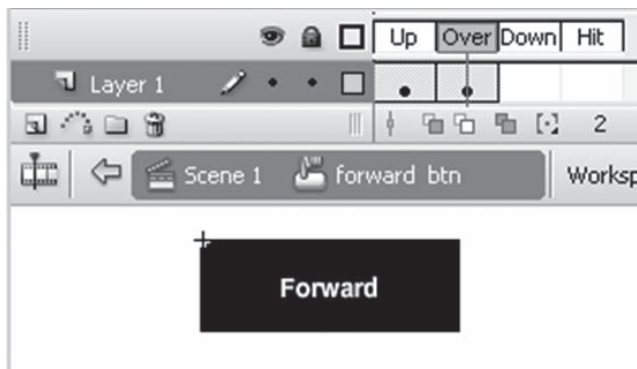 Up Over Down Hit
Layer 1
2
Scene 1 forward btn Worksp
Forward